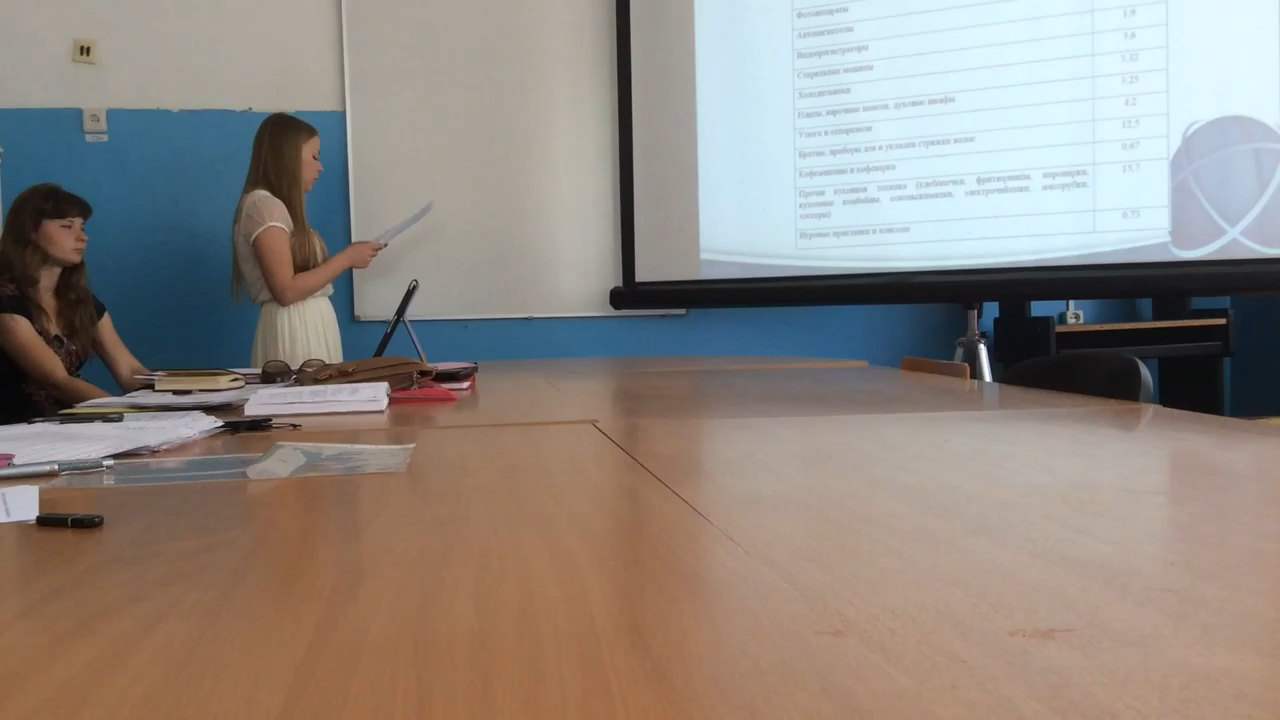 Фотоаппараты 1,9
Автомагнитолы 3,6
Видеорегистраторы 3,32
Стиральные машины 3,25
Холодильники 4,2
Плиты, варочные панели, духовые шкафы 12,5
Утюги и отпариватели 0,67
Бритвы, приборы для и укладки стрижки волос 15,7
Кофемашины и кофеварки
Прочая кухонная техника (хлебопечки, фритюрницы, пароварки,
кухонные комбайны, соковыжималки, электрочайники, мясорубки,
тостеры) 0,73
Игровые приставки и консоли